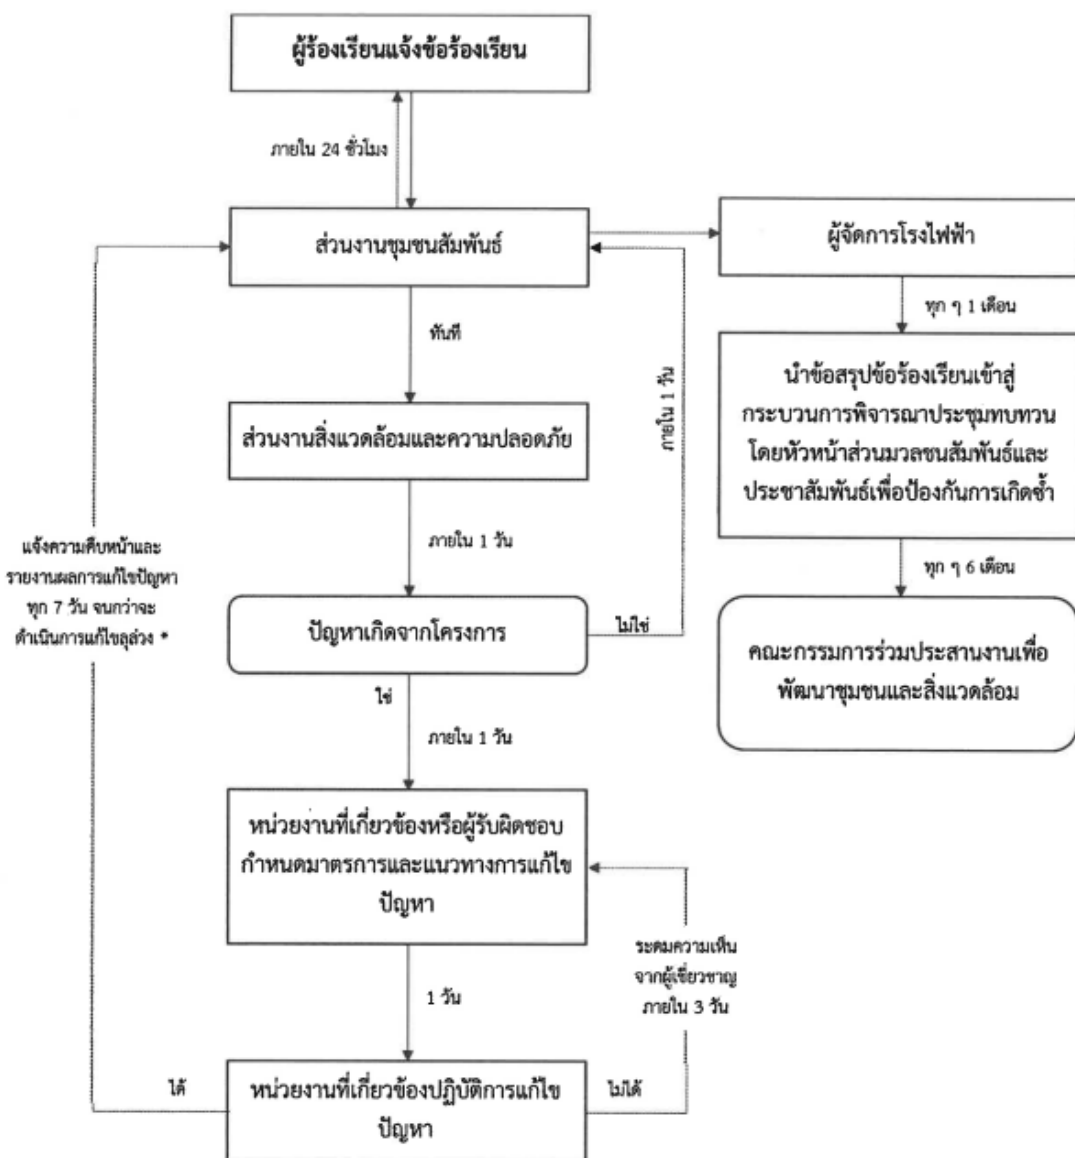 ผู้ร้องเรียนแจ้งข้อร้องเรียน
ภายใน 24 ชั่วโมง
ส่วนงานชุมชนสัมพันธ์
ผู้จัดการโรงไฟฟ้า
ทันที
ทุก ๆ 1 เดือน
ภายใน 1 วัน
นำข้อสรุปข้อร้องเรียนเข้าสู่
กระบวนการพิจารณาประชุมทบทวน
โดยหัวหน้าส่วนมวลชนสัมพันธ์และ
ประชาสัมพันธ์เพื่อป้องกันการเกิดซ้ำ
ส่วนงานสิ่งแวดล้อมและความปลอดภัย
ภายใน 1 วัน
ทุก ๆ 6 เดือน
แจ้งความคืบหน้าและ
รายงานผลการแก้ไขปัญหา
ทุก 7 วัน จนกว่าจะ
ดำเนินการแก้ไขลุล่วง *
ปัญหาเกิดจากโครงการ
ไม่ใช่
คณะกรรมการร่วมประสานงานเพื่อ
พัฒนาชุมชนและสิ่งแวดล้อม
ใช่
ภายใน 1 วัน
หน่วยงานที่เกี่ยวข้องหรือผู้รับผิดชอบ
กำหนดมาตรการและแนวทางการแก้ไข
ปัญหา
ระดมความเห็น
จากผู้เชี่ยวชาญ
ภายใน 3 วัน
1 วัน
ได้
หน่วยงานที่เกี่ยวข้องปฏิบัติการแก้ไข
ปัญหา
ไม่ได้